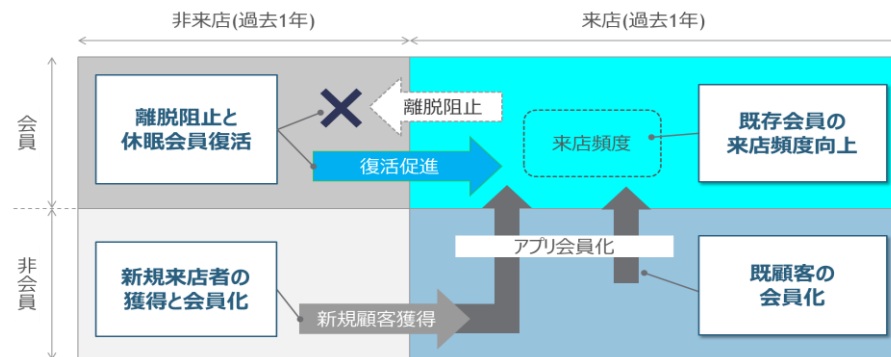 非来店(過去1年)
来店(過去1年)
会員
離脱阻止と
休眠会員復活
離脱阻止
復活促進
来店頻度
既存会員の
来店頻度向上
非会員
新規来店者の
獲得と会員化
新規顧客獲得
アプリ会員化
既顧客の
会員化